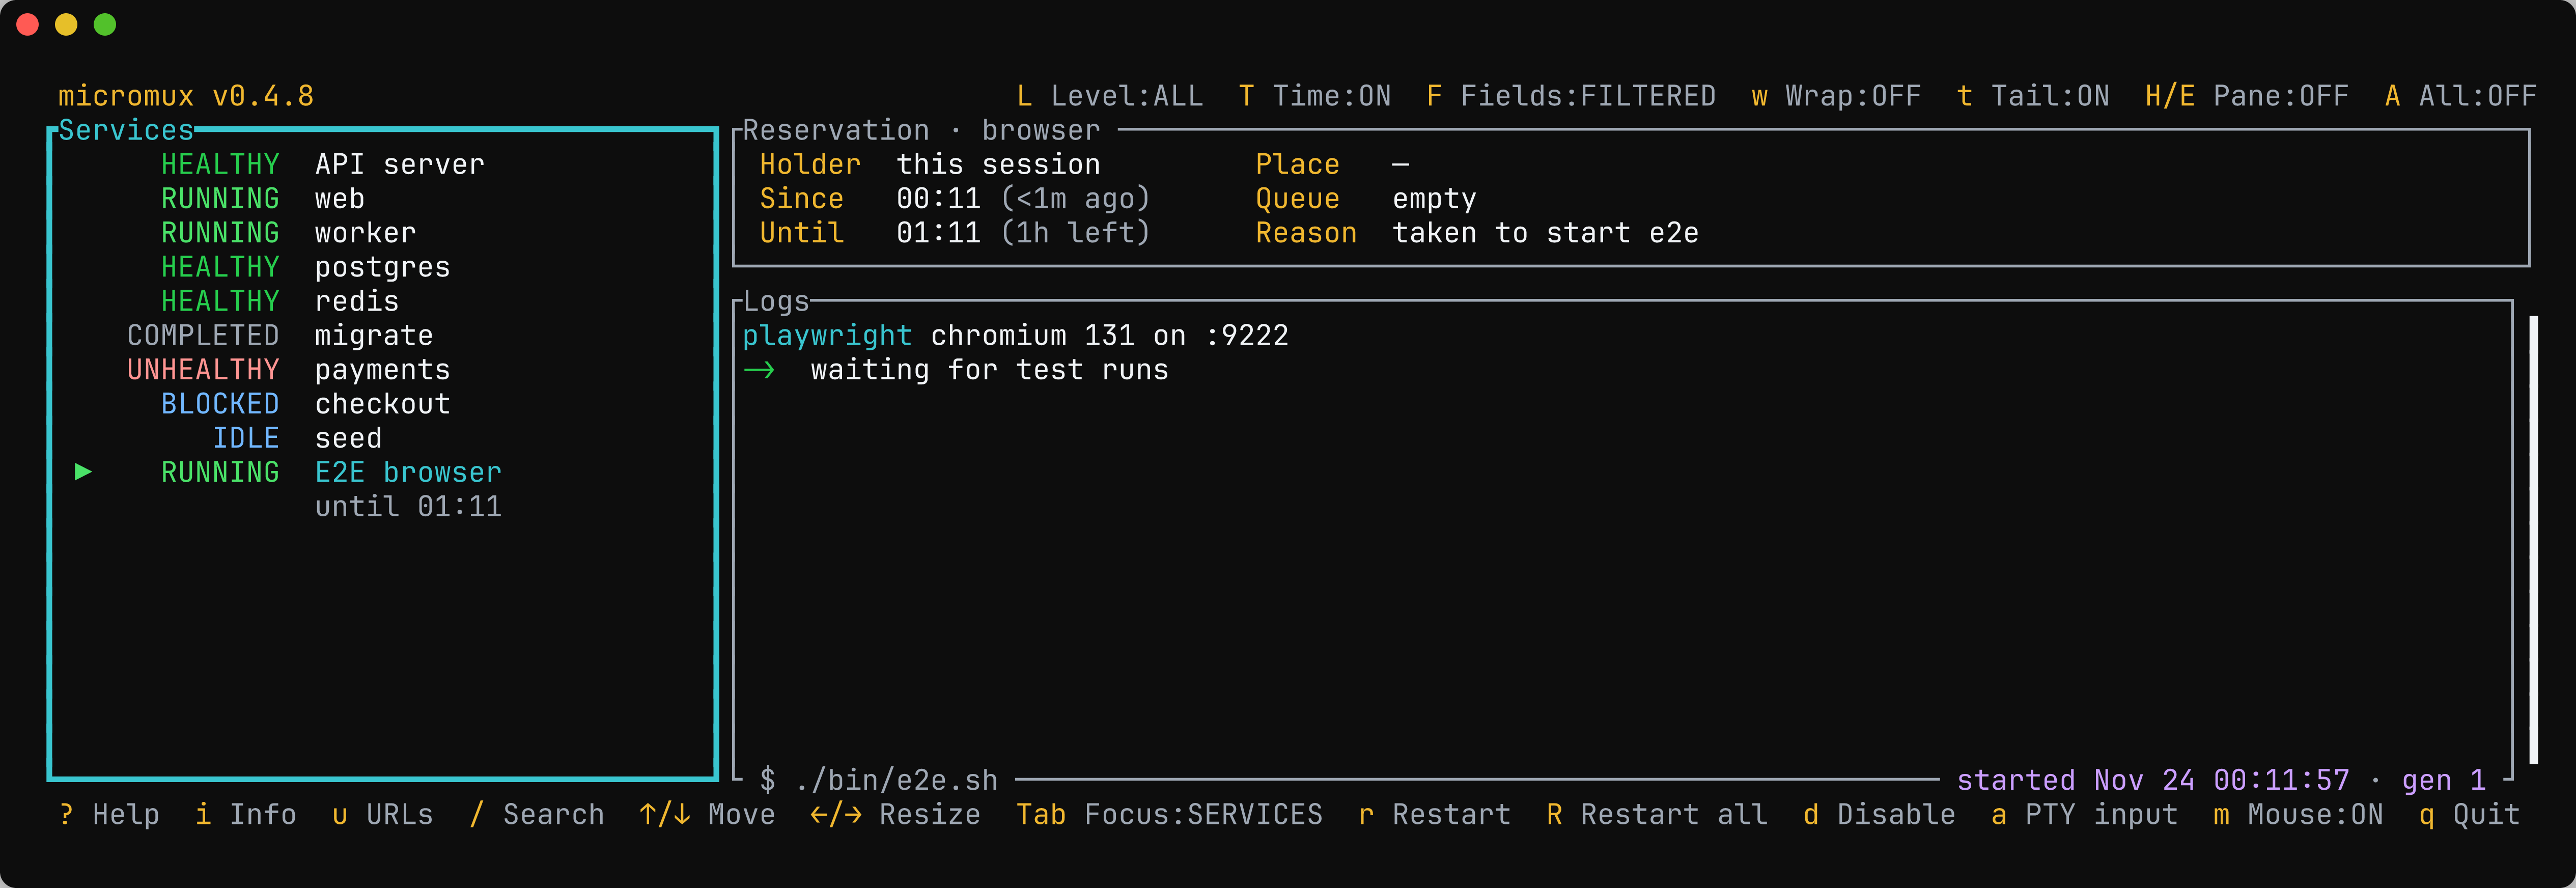 micromux v0.4.8
L Level:ALL T Time:ON F Fields:FILTERED w Wrap:OFF t Tail:ON H/E Pane:OFF A All:OFF
Services
HEALTHY API server
RUNNING web
RUNNING worker
HEALTHY postgres
HEALTHY redis
COMPLETED migrate
UNHEALTHY payments
BLOCKED checkout
IDLE seed
▶ RUNNING E2E browser
until 01:11
Reservation · browser
Holder this session Place —
Since 00:11 (<1m ago) Queue empty
Until 01:11 (1h left) Reason taken to start e2e
Logs
playwright chromium 131 on :9222
→ waiting for test runs
$ ./bin/e2e.sh
started Nov 24 00:11:57 · gen 1
? Help i Info u URLs / Search ↑/↓ Move ←/→ Resize Tab Focus:SERVICES r Restart R Restart all d Disable a PTY input m Mouse:ON q Quit